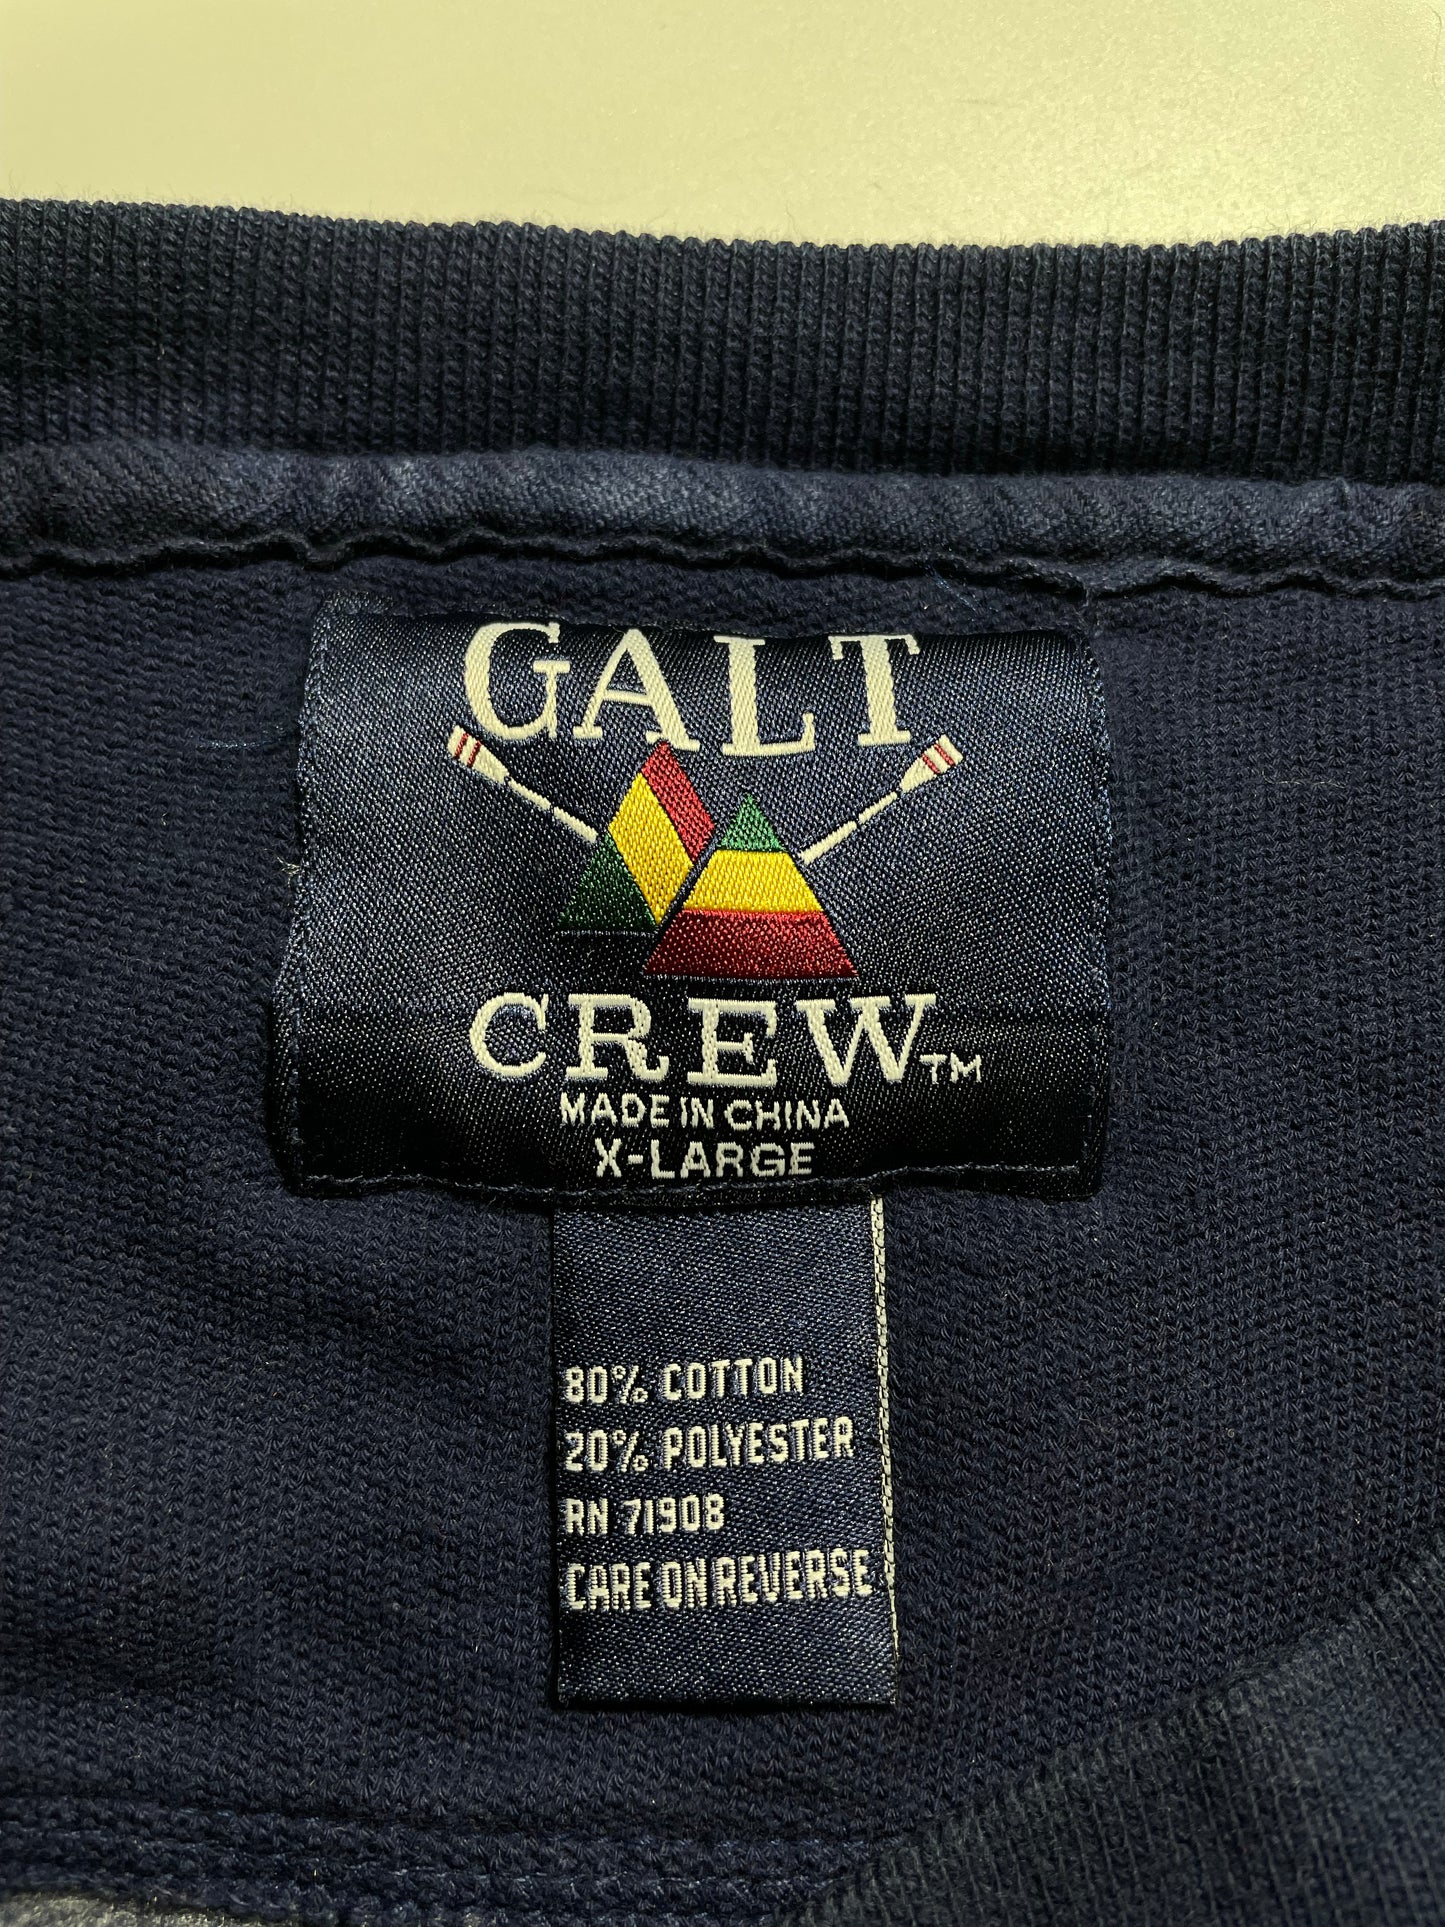 GALT
CREW™
MADE IN CHINA
X-LARGE
80% COTTON
20% POLYESTER
RN 71908
CARE ON REVERSE